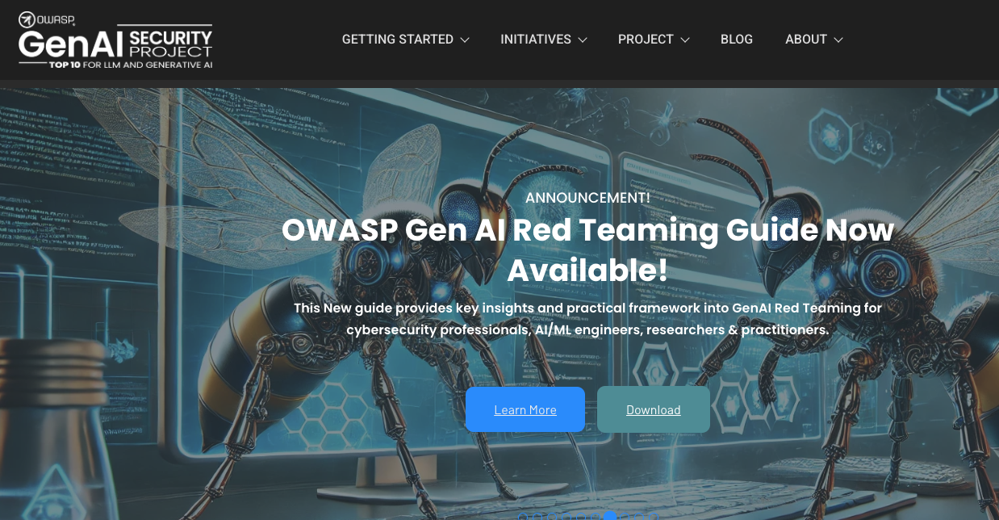 OWASP
GenAI SECURITY PROJECT
TOP 10 FOR LLM AND GENERATIVE AI
GETTING STARTED
INITIATIVES
PROJECT
BLOG
ABOUT
ANNOUNCEMENT!
OWASP Gen AI Red Teaming Guide Now
Available!
This New guide provides key insights and practical framework into GenAI Red Teaming for
cybersecurity professionals, AI/ML engineers, researchers & practitioners.
Learn More
Download